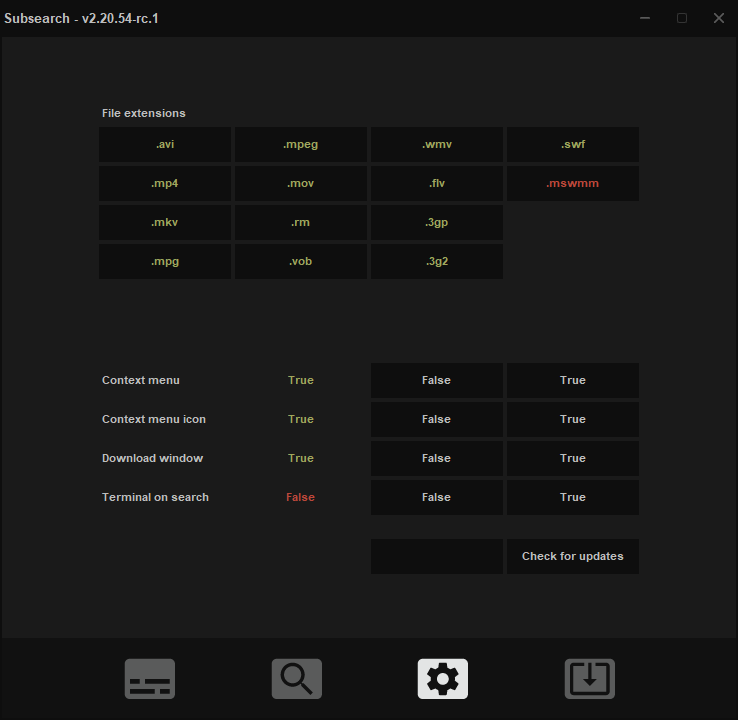 Subsearch - v2.20.54-rc.1
File extensions
.avi .mpeg .wmv .swf
.mp4 .mov .flv .mswmm
.mkv .rm .3gp
.mpg .vob .3g2
Context menu True False True
Context menu icon True False True
Download window True False True
Terminal on search False False True
Check for updates